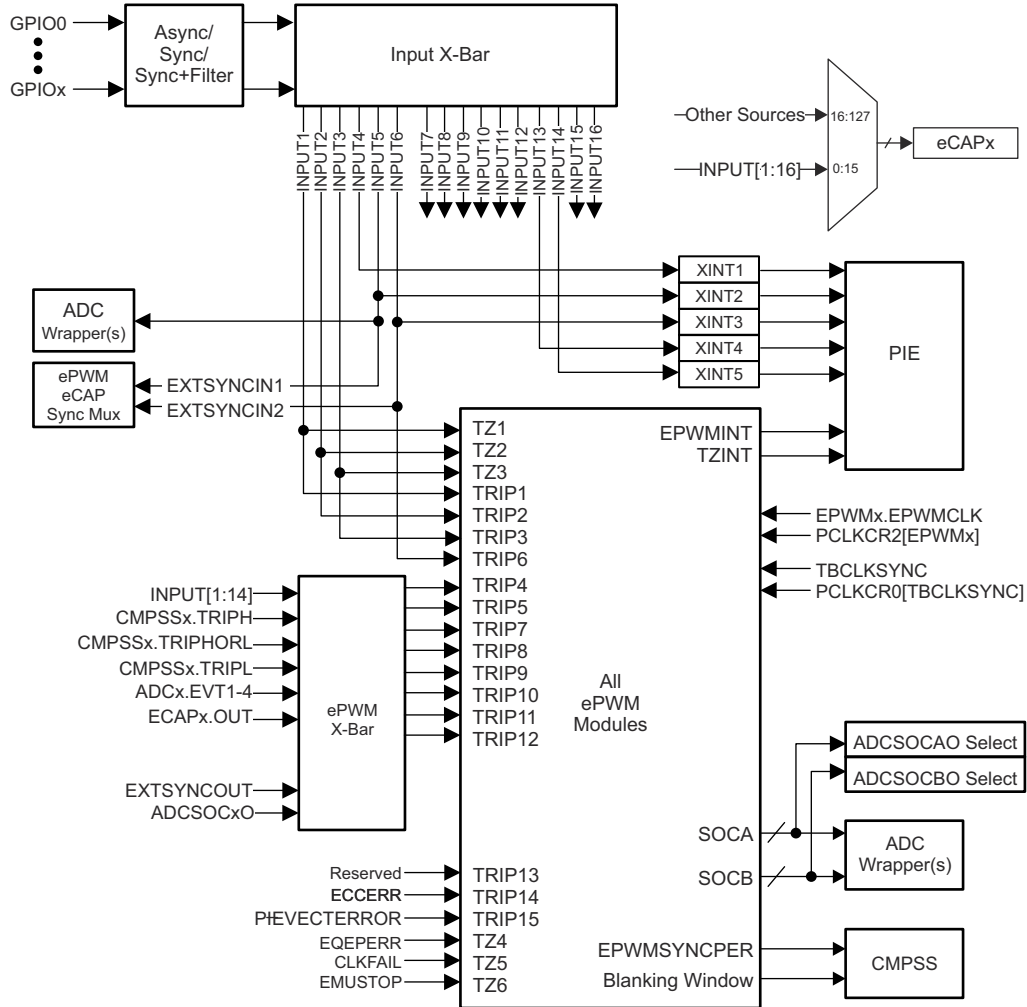 GPIO0
GPIOx
Async/
Sync/
Sync+Filter
Input X-Bar
INPUT1
INPUT2
INPUT3
INPUT4
INPUT5
INPUT6
INPUT7
INPUT8
INPUT9
INPUT10
INPUT11
INPUT12
INPUT13
INPUT14
INPUT15
INPUT16
Other Sources
16:127
INPUT[1:16]
0:15
eCAPx
XINT1
XINT2
XINT3
XINT4
XINT5
PIE
ADC
Wrapper(s)
ePWM
eCAP
Sync Mux
EXTSYNCIN1
EXTSYNCIN2
TZ1
TZ2
TZ3
TRIP1
TRIP2
TRIP3
TRIP6
TRIP4
TRIP5
TRIP7
TRIP8
TRIP9
TRIP10
TRIP11
TRIP12
EPWMINT
TZINT
EPWMx.EPWMCLK
PCLKCR2[EPWMx]
TBCLKSYNC
PCLKCR0[TBCLKSYNC]
INPUT[1:14]
CMPSSx.TRIPH
CMPSSx.TRIPHORL
CMPSSx.TRIPL
ADCx.EVT1-4
ECAPx.OUT
EXTSYNCOUT
ADCSOCxO
ePWM
X-Bar
All
ePWM
Modules
ADCSOCAO Select
ADCSOCBO Select
SOCA
SOCB
ADC
Wrapper(s)
Reserved
ECCERR
PIEVECTERROR
EQEPERR
CLKFAIL
EMUSTOP
TRIP13
TRIP14
TRIP15
TZ4
TZ5
TZ6
EPWMSYNCPER
Blanking Window
CMPSS